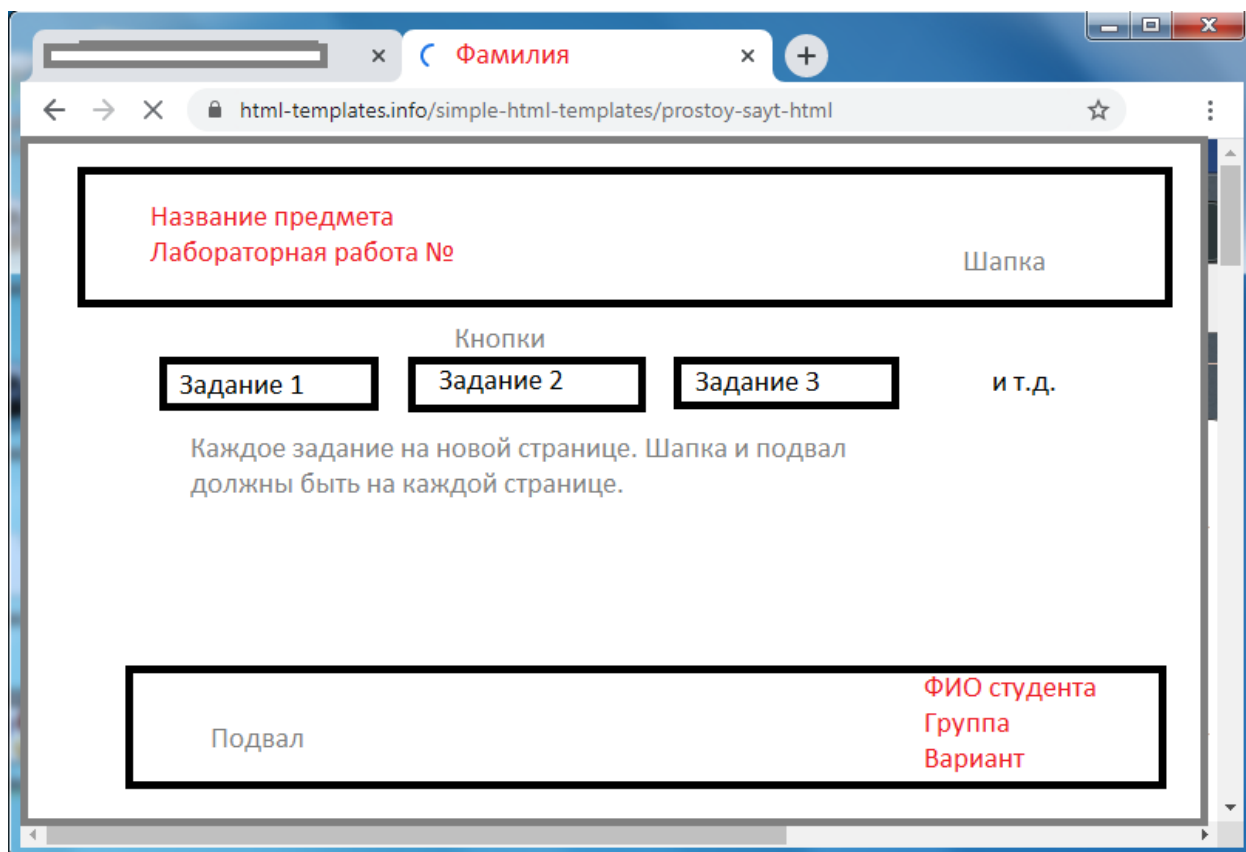 Фамилия
html-templates.info/simple-html-templates/prostoy-sayt-html
Название предмета
Лабораторная работа №
Шапка
Кнопки
Задание 1
Задание 2
Задание 3
и т.д.
Каждое задание на новой странице. Шапка и подвал
должны быть на каждой странице.
Подвал
ФИО студента
Группа
Вариант